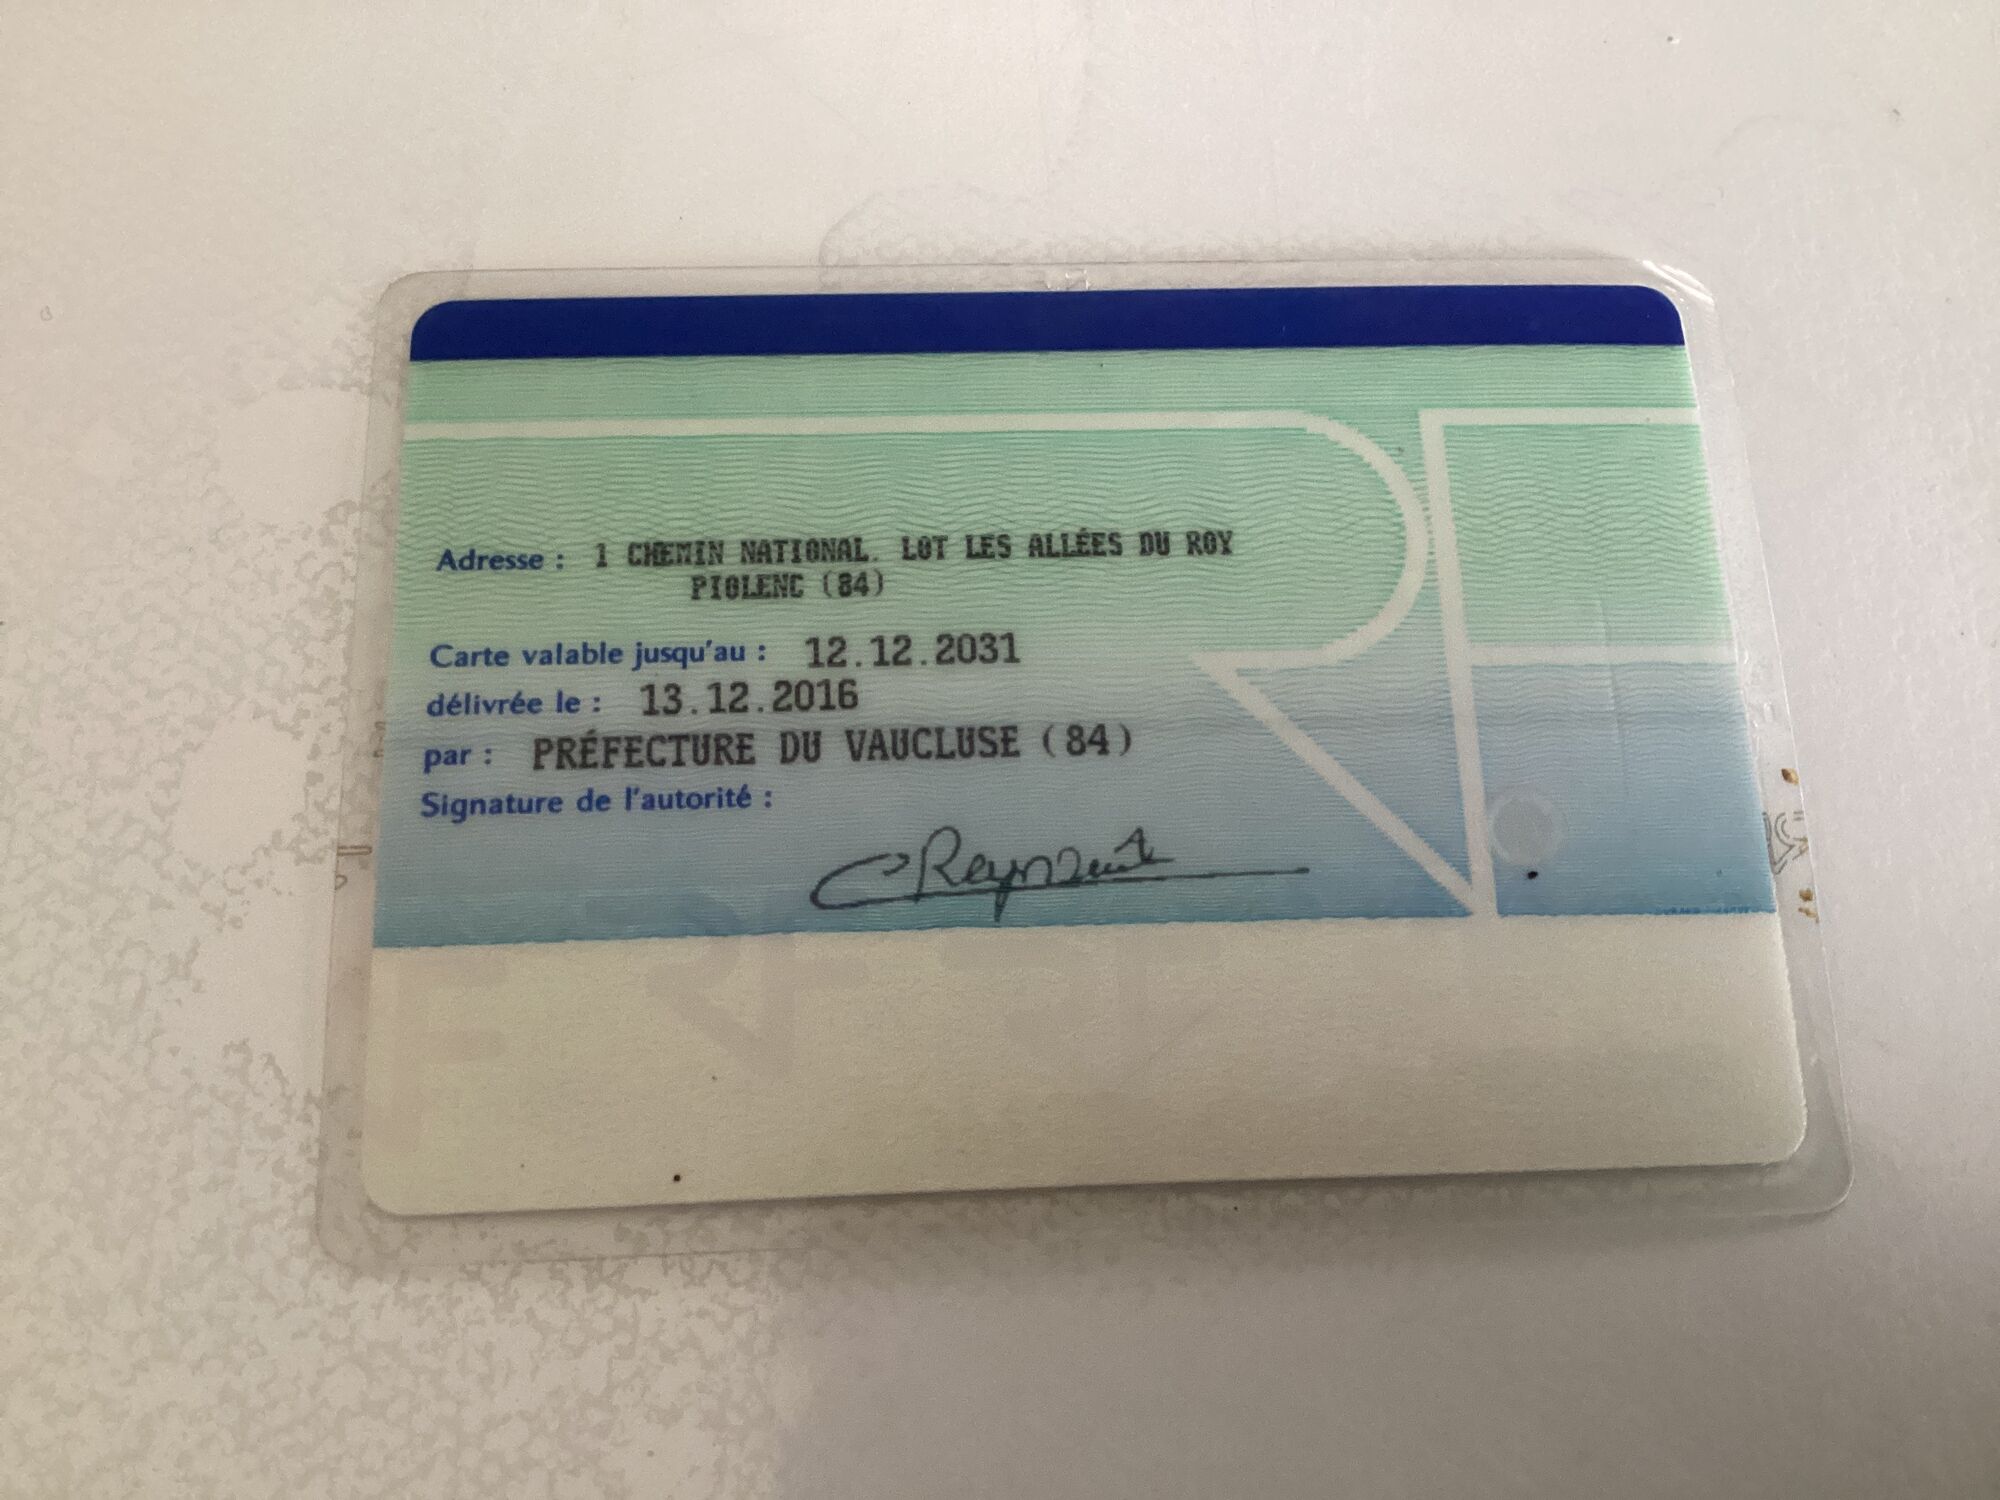 Adresse : 1 CHEMIN NATIONAL. LOT LES ALLÉES DU ROY
PIOLENC (84)
Carte valable jusqu'au : 12.12.2031
délivrée le : 13.12.2016
par : PRÉFECTURE DU VAUCLUSE (84)
Signature de l'autorité :